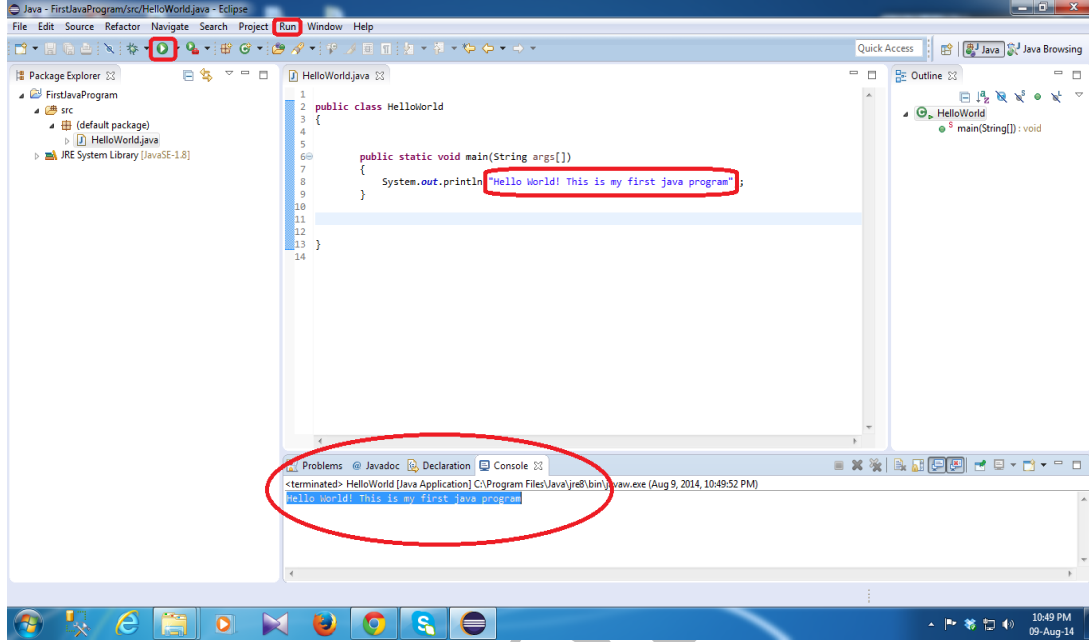 Java - FirstJavaProgram/src/HelloWorld.java - Eclipse
File Edit Source Refactor Navigate Search Project Run Window Help
Quick Access Java Java Browsing
Package Explorer
FirstJavaProgram
src
(default package)
HelloWorld.java
JRE System Library [JavaSE-1.8]
HelloWorld.java
1
2 public class HelloWorld
3 {
4
5
6 public static void main(String args[])
7 {
8 System.out.println "Hello World! This is my first java program" ;
9 }
10
11
12
13 }
14
Outline
HelloWorld
S main(String[]) : void
Problems @ Javadoc Declaration Console
<terminated> HelloWorld [Java Application] C:\Program Files\Java\jre8\bin\javaw.exe (Aug 9, 2014, 10:49:52 PM)
Hello World! This is my first java program
10:49 PM
09-Aug-14